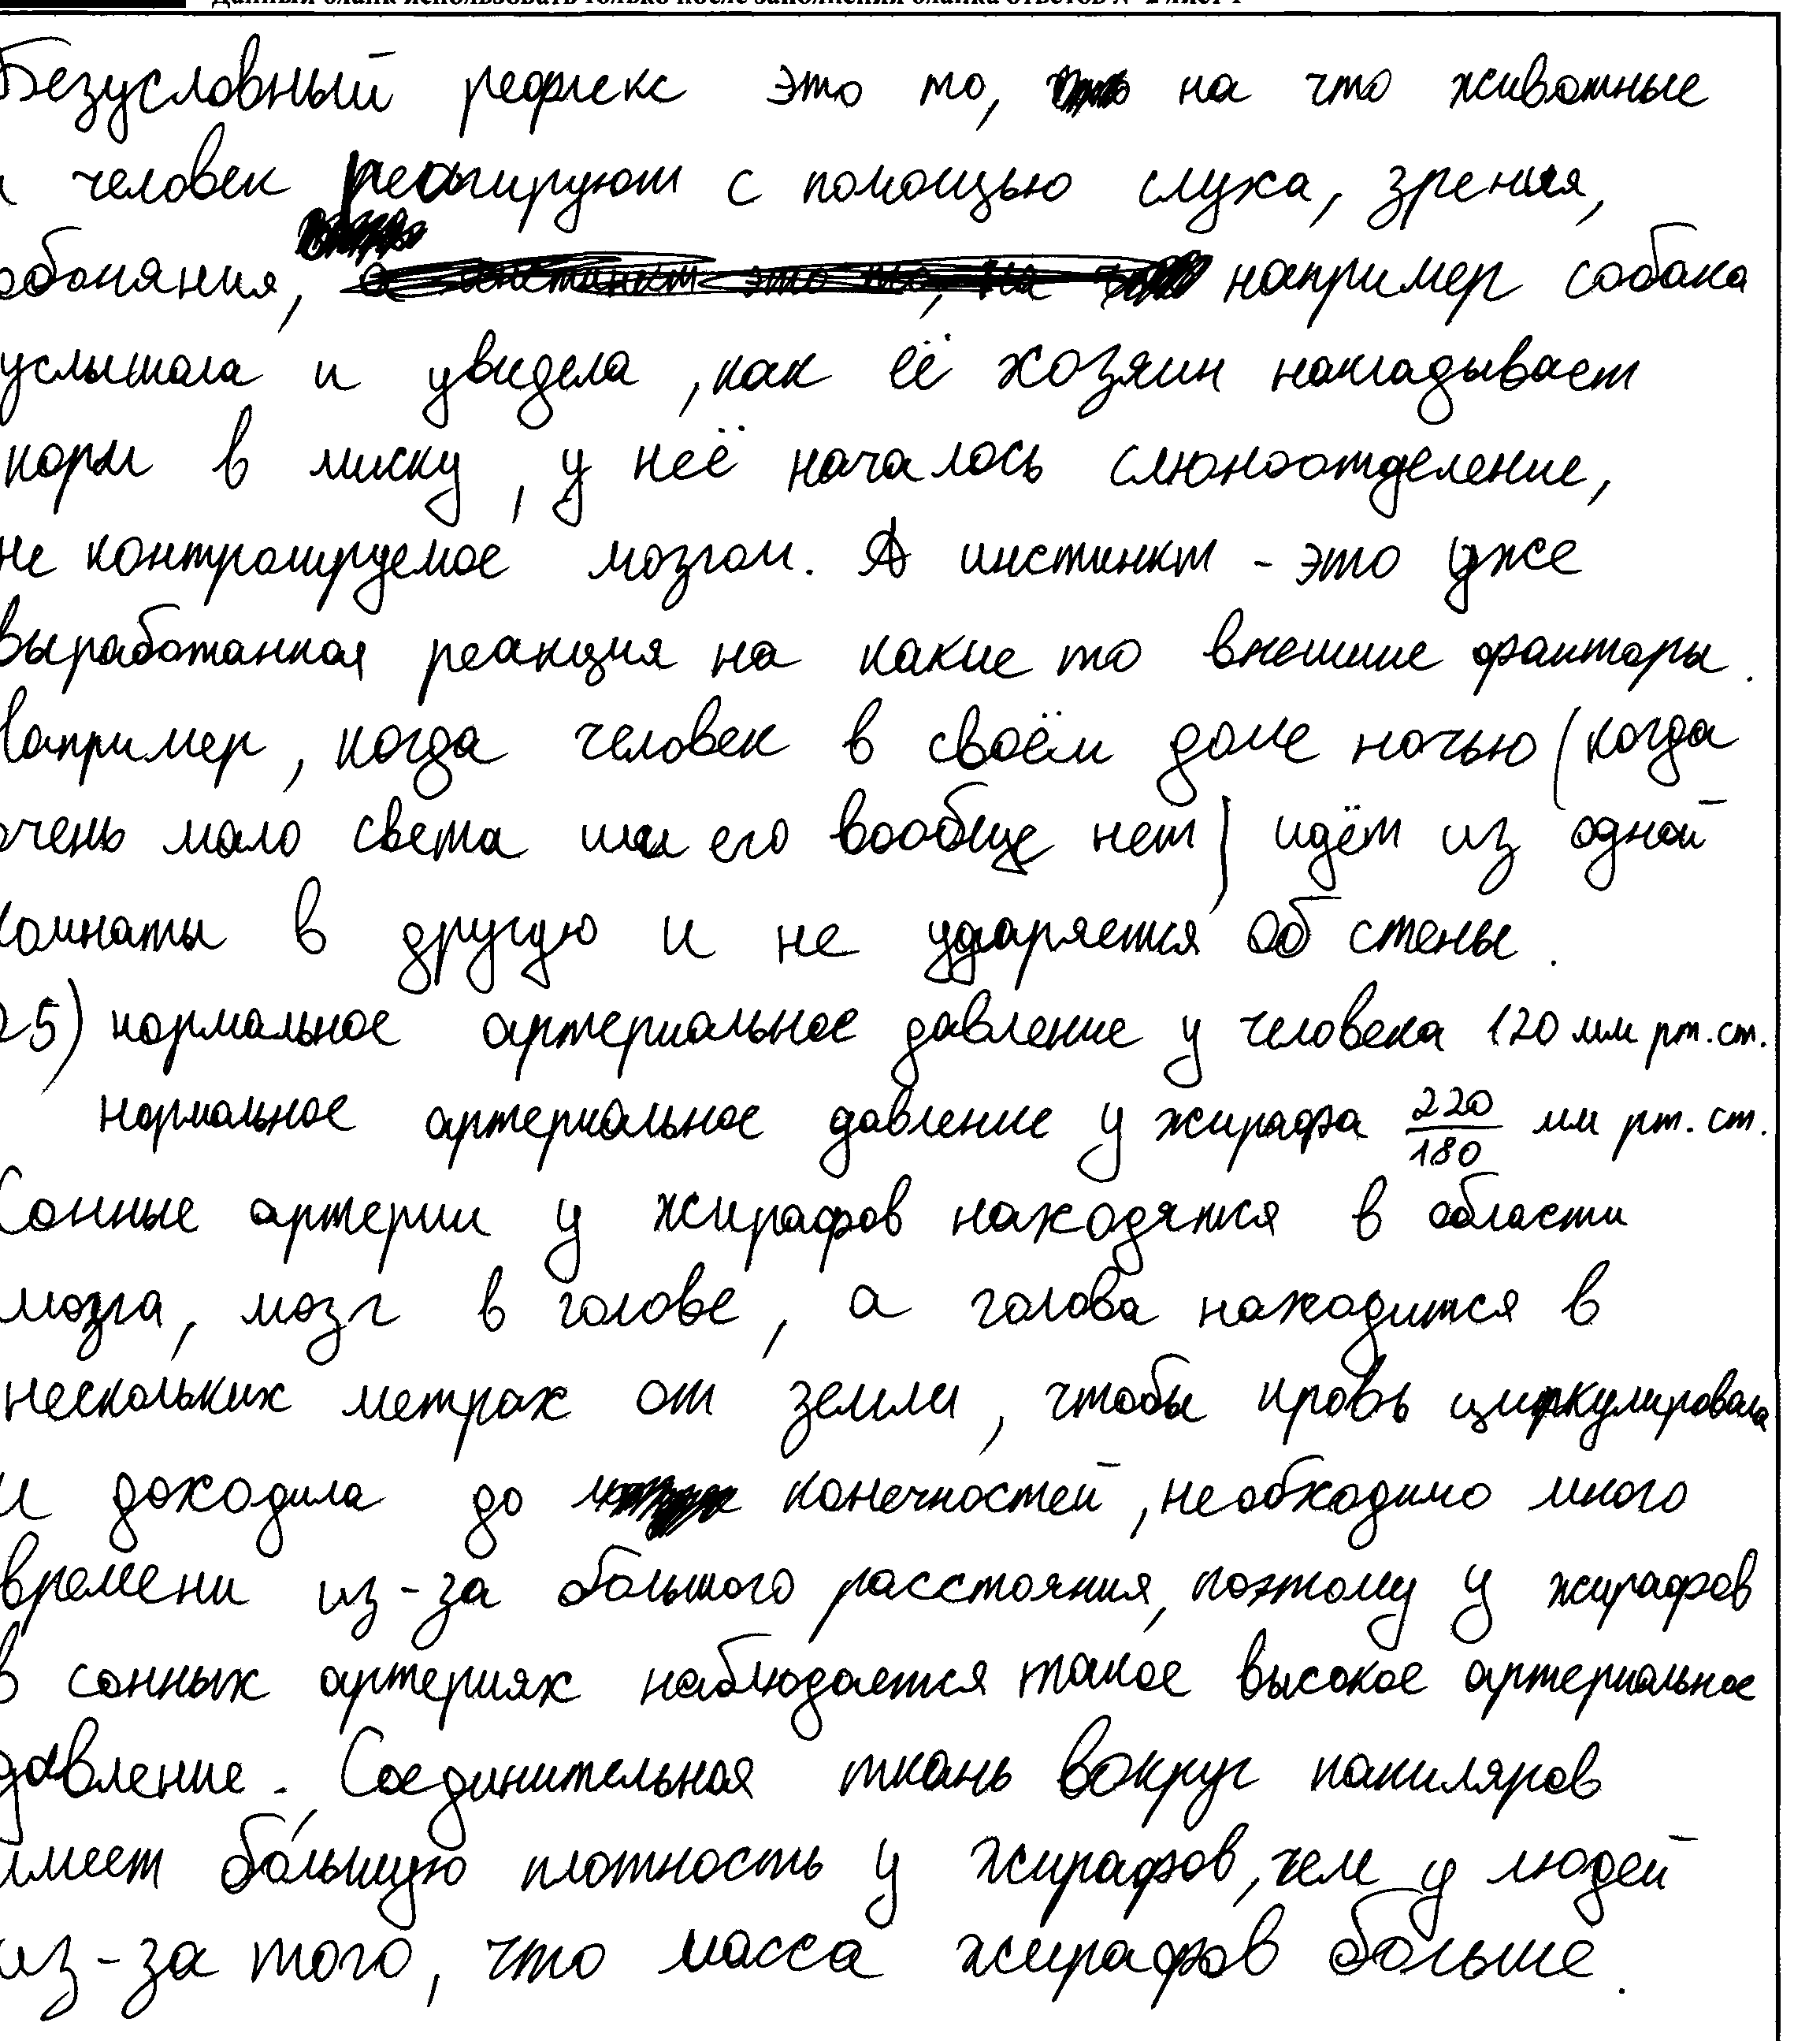 Данный бланк использовать только после заполнения бланка ответов № 2 лист 1
Безусловный рефлекс это то, на что животные
и человек реагируют с помощью слуха, зрения,
обоняния, например собака
услышала и увидела, как её хозяин накладывает
корм в миску, у неё началось слюноотделение,
не контролируемое мозгом. А инстинкт - это уже
выработанная реакция на какие то внешние факторы.
Например, когда человек в своём доме ночью (когда
очень мало света или его вообще нет) идёт из одной
комнаты в другую и не ударяется об стены.
25) нормальное артериальное давление у человека 120 мм рт. ст.
нормальное артериальное давление у жирафа 220/180 мм рт. ст.
Сонные артерии у жирафов находятся в области
мозга, мозг в голове, а голова находится в
нескольких метрах от земли, чтобы кровь циркулировала
и доходила до конечностей, необходимо много
времени из-за большого расстояния, поэтому у жирафов
в сонных артериях наблюдается такое высокое артериальное
давление. Соединительная ткань вокруг капиляров
имеет бо́льшую плотность у жирафов, чем у людей
из-за того, что масса жирафов больше.